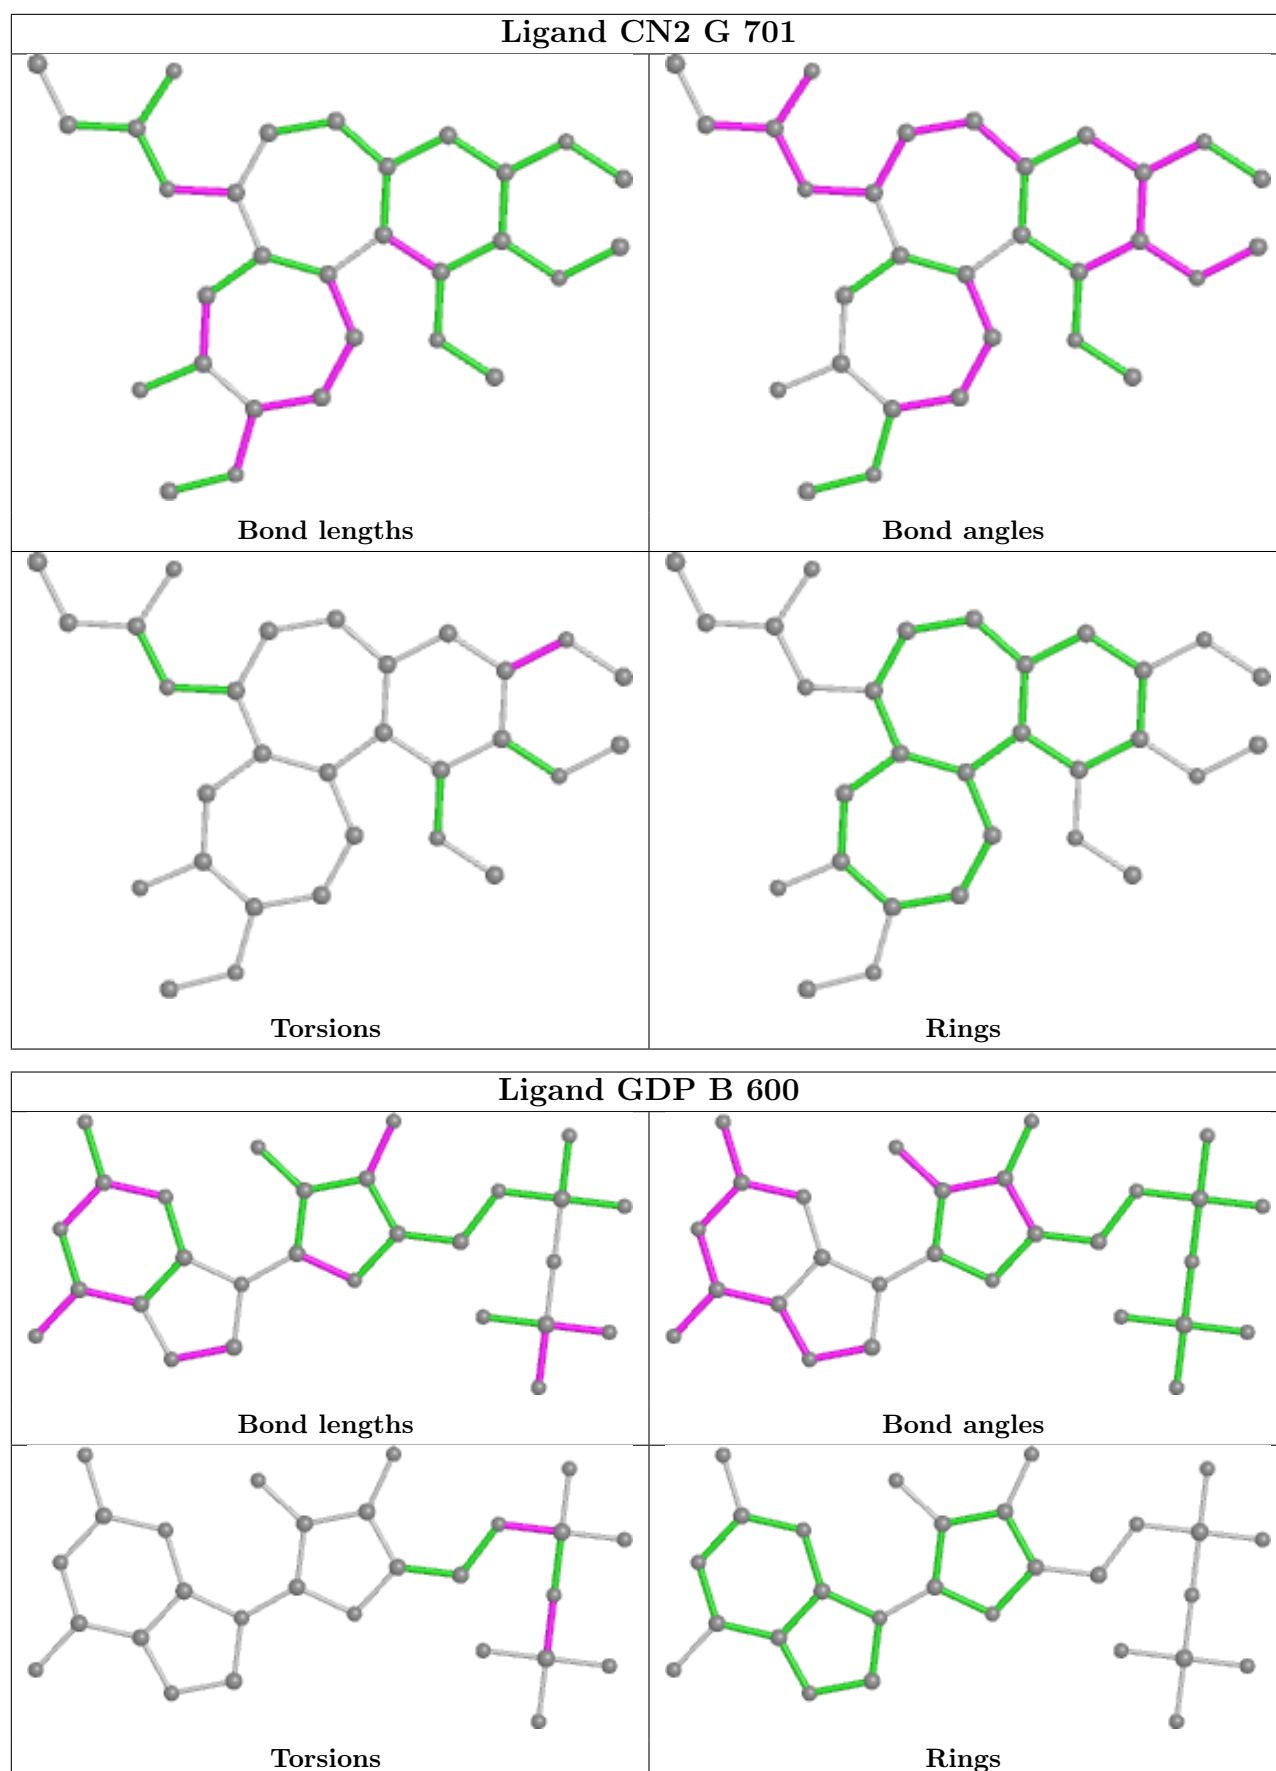 Ligand CN2 G 701
Bond lengths
Bond angles
Torsions
Rings
Ligand GDP B 600
Bond lengths
Bond angles
Torsions
Rings